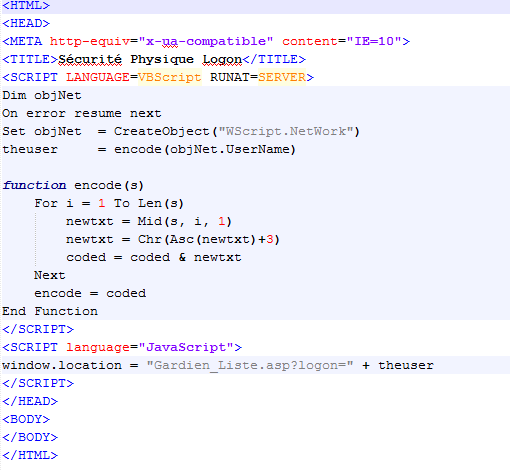 <HTML>
<HEAD>
<META http-equiv="x-ua-compatible" content="IE=10">
<TITLE>Sécurité Physique Logon</TITLE>
<SCRIPT LANGUAGE=VBScript RUNAT=SERVER>
Dim objNet
On error resume next
Set objNet  = CreateObject("WScript.NetWork")
theuser     = encode(objNet.UserName)

function encode(s)
    For i = 1 To Len(s)
        newtxt = Mid(s, i, 1)
        newtxt = Chr(Asc(newtxt)+3)
        coded = coded & newtxt
    Next
    encode = coded
End Function
</SCRIPT>
<SCRIPT language="JavaScript">
window.location = "Gardien_Liste.asp?logon=" + theuser
</SCRIPT>
</HEAD>
<BODY>
</BODY>
</HTML>